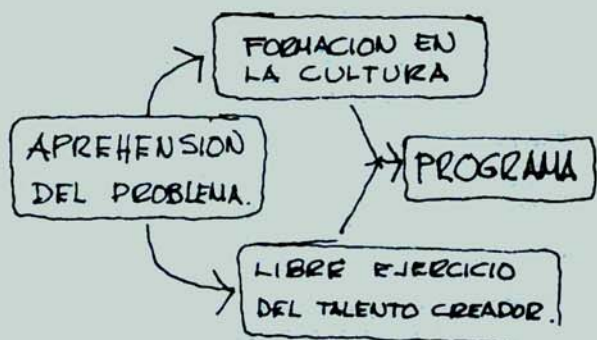 FORMACION EN
LA CULTURA
APREHENSION
DEL PROBLEMA.
PROGRAMA
LIBRE EJERCICIO
DEL TALENTO CREADOR.